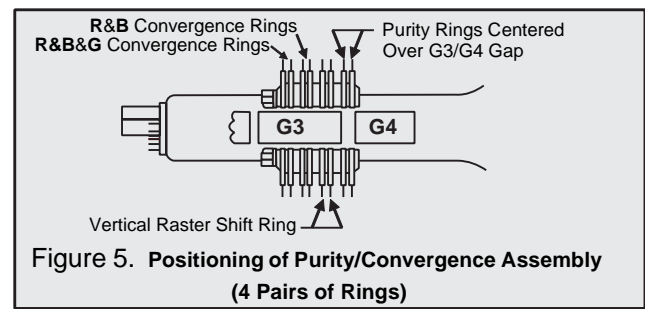 R&B Convergence Rings
R&B&G Convergence Rings
Purity Rings Centered
Over G3/G4 Gap
G3
G4
Vertical Raster Shift Ring
Figure 5. Positioning of Purity/Convergence Assembly
(4 Pairs of Rings)